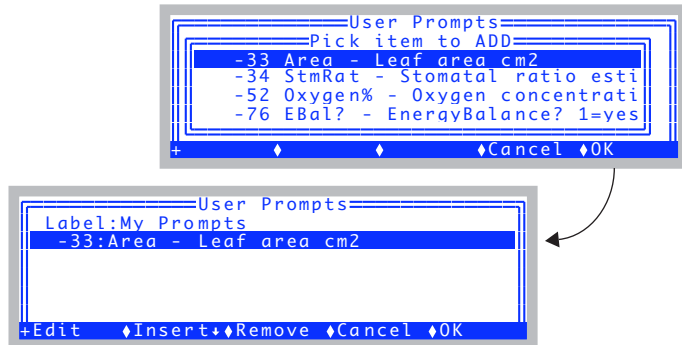 User Prompts
Pick item to ADD
-33 Area - Leaf area cm2
-34 StmRat - Stomatal ratio esti
-52 Oxygen% - Oxygen concentrati
-76 EBal? - EnergyBalance? 1=yes
+ ♦ ♦ ♦Cancel ♦OK
User Prompts
Label:My Prompts
-33:Area - Leaf area cm2
+Edit ♦Insert↓♦Remove ♦Cancel ♦OK